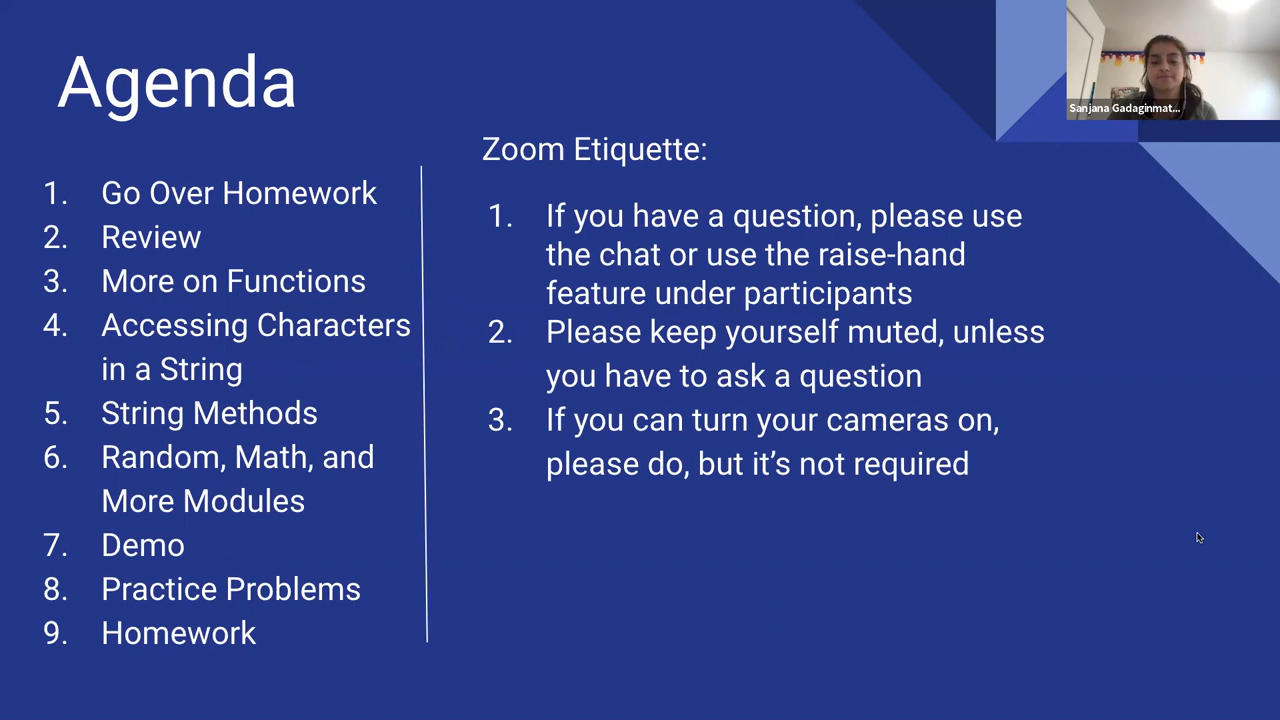 Agenda
1. Go Over Homework
2. Review
3. More on Functions
4. Accessing Characters
in a String
5. String Methods
6. Random, Math, and
More Modules
7. Demo
8. Practice Problems
9. Homework
Zoom Etiquette:
1. If you have a question, please use
the chat or use the raise-hand
feature under participants
2. Please keep yourself muted, unless
you have to ask a question
3. If you can turn your cameras on,
please do, but it’s not required
Sanjana Gadaginmat...